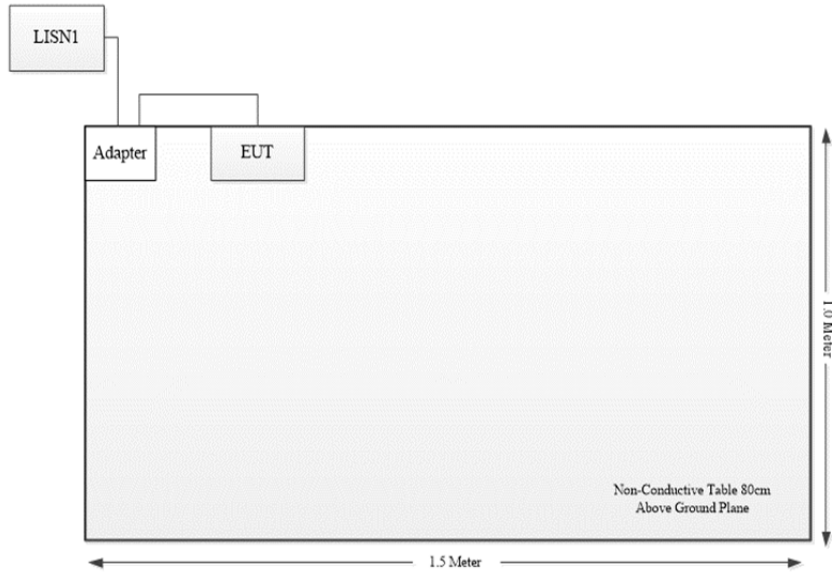 LISN1
Adapter
EUT
1.0 Meter
Non-Conductive Table 80cm
Above Ground Plane
1.5 Meter